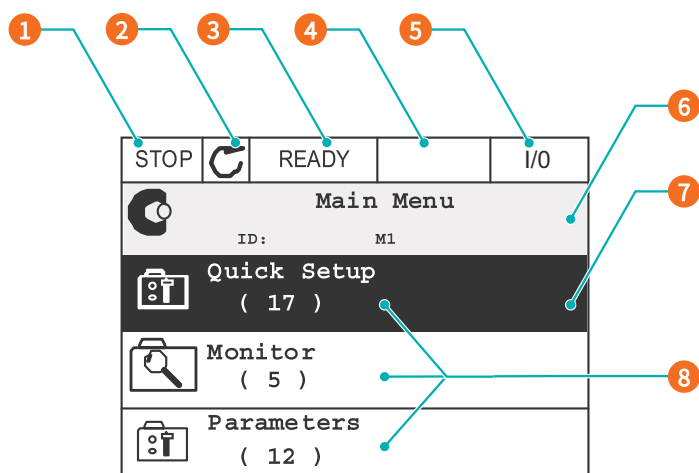 1 2 3 4 5
6
7
8
STOP READY I/0
Main Menu
ID: M1
Quick Setup
( 17 )
Monitor
( 5 )
Parameters
( 12 )